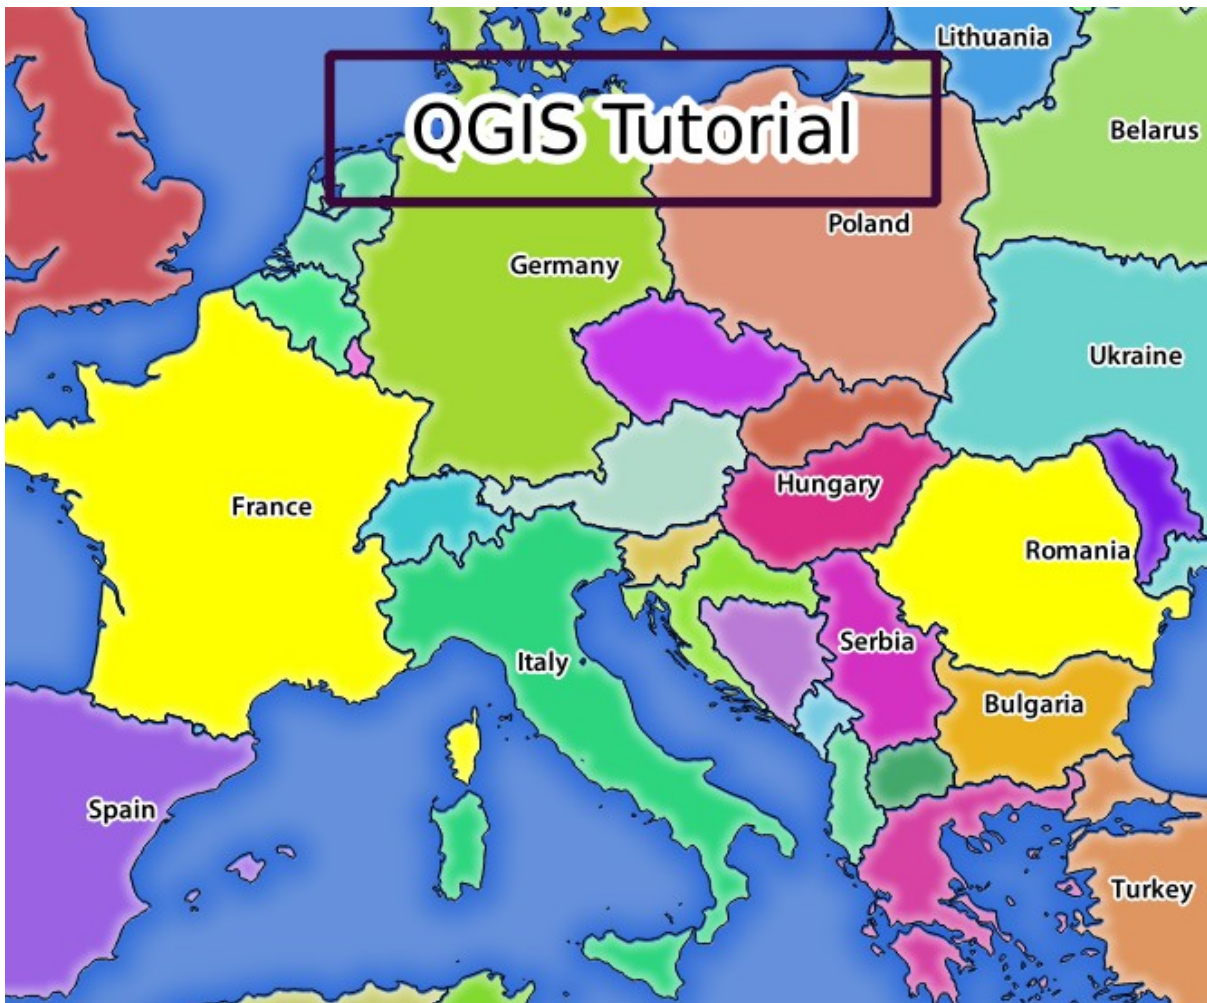 Lithuania
QGIS Tutorial
Belarus
Poland
Germany
Ukraine
Hungary
France
Romania
Serbia
Italy
Bulgaria
Spain
Turkey